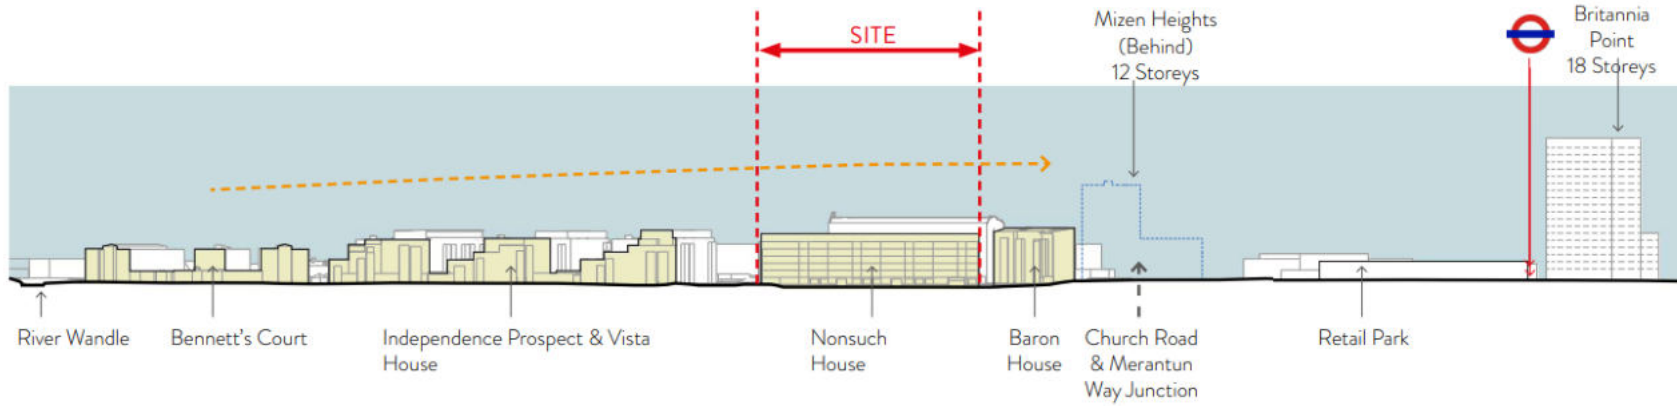 SITE
Mizen Heights
(Behind)
12 Storeys
Britannia
Point
18 Storeys
River Wandle
Bennett's Court
Independence Prospect & Vista
House
Nonsuch
House
Baron
House
Church Road
& Merantun
Way Junction
Retail Park